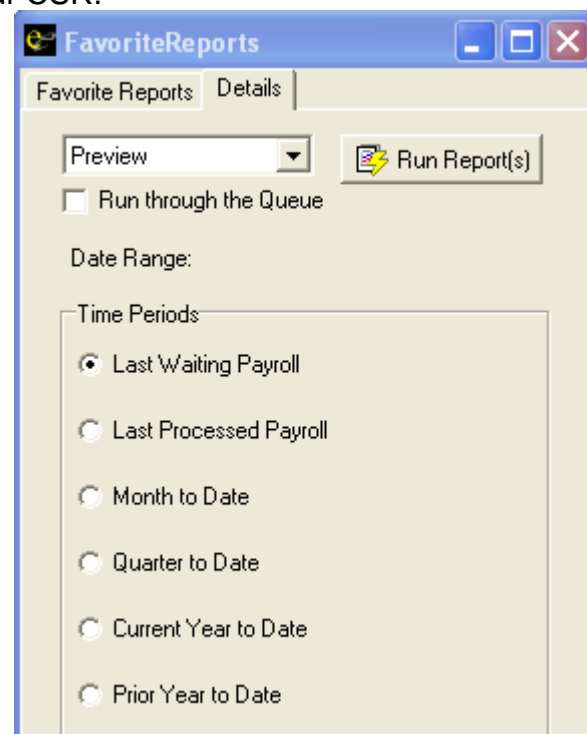 CSR.
FavoriteReports
Favorite Reports Details
Preview Run Report(s)
Run through the Queue
Date Range:
Time Periods
Last Waiting Payroll
Last Processed Payroll
Month to Date
Quarter to Date
Current Year to Date
Prior Year to Date